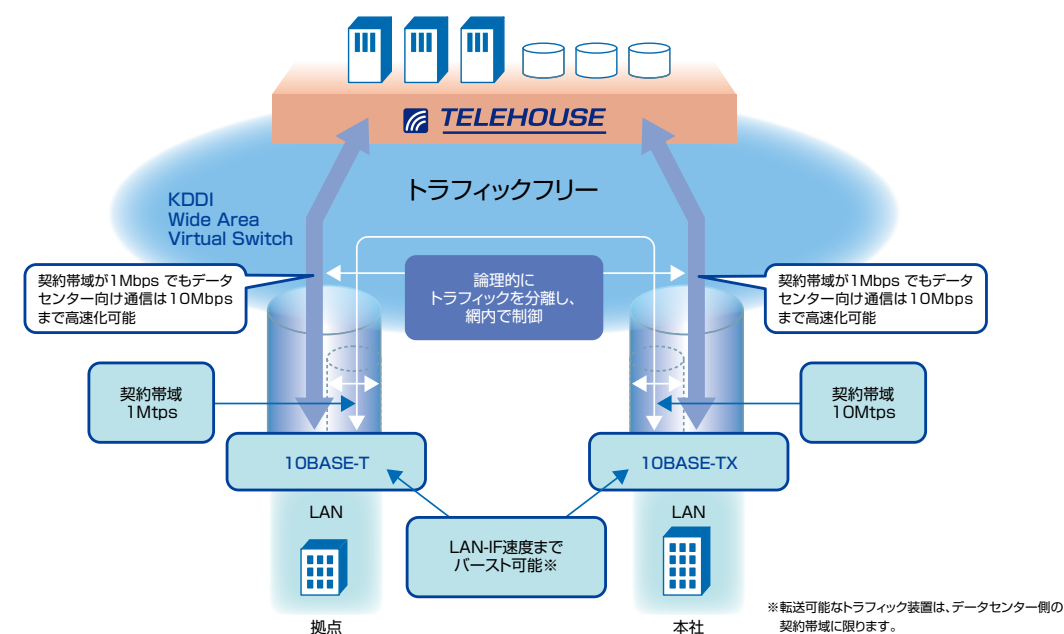 TELEHOUSE
トラフィックフリー
KDDI
Wide Area
Virtual Switch
契約帯域が1Mbps でもデータ
センター向け通信は10Mbps
まで高速化可能
論理的に
トラフィックを分離し、
網内で制御
契約帯域が1Mbps でもデータ
センター向け通信は10Mbps
まで高速化可能
契約帯域
1Mtps
契約帯域
10Mtps
10BASE-T
10BASE-TX
LAN
LAN
LAN-IF速度まで
バースト可能※
拠点
本社
※転送可能なトラフィック装置は、データセンター側の
契約帯域に限ります。